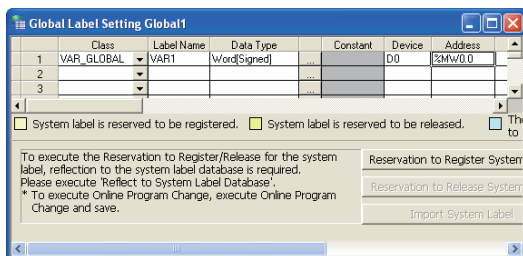 Global Label Setting Global1
Class Label Name Data Type Constant Device Address
1 VAR_GLOBAL VAR1 Word[Signed] ... D0 %MW0.0
2 ...
3 ...
System label is reserved to be registered. System label is reserved to be released. The
to
To execute the Reservation to Register/Release for the system
label, reflection to the system label database is required.
Please execute 'Reflect to System Label Database'.
* To execute Online Program Change, execute Online Program
Change and save.
Reservation to Register System
Reservation to Release System
Import System Label